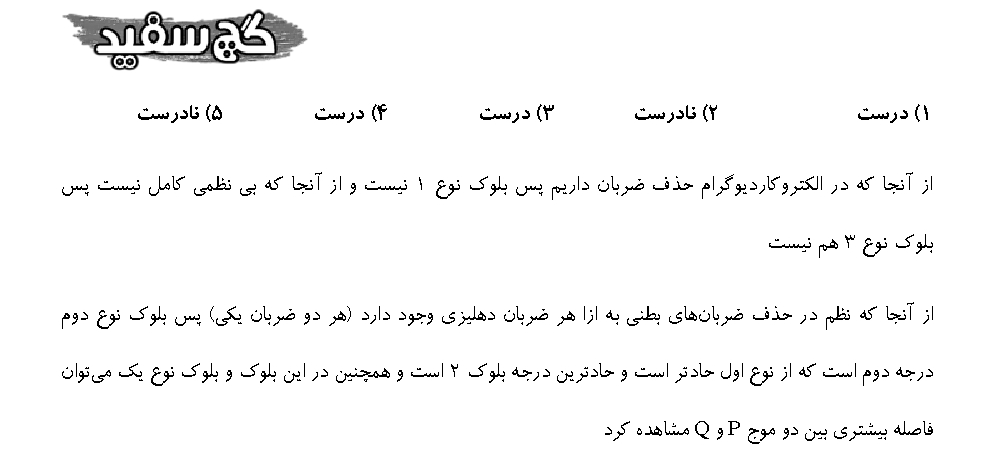 گچ سفید
۱) درست ۲) نادرست ۳) درست ۴) درست ۵) نادرست
از آنجا که در الکتروکاردیوگرام حذف ضربان داریم پس بلوک نوع ۱ نیست و از آنجا که بی نظمی کامل نیست پس
بلوک نوع ۳ هم نیست
از آنجا که نظم در حذف ضربان‌های بطنی به ازا هر ضربان دهلیزی وجود دارد (هر دو ضربان یکی) پس بلوک نوع دوم
درجه دوم است که از نوع اول حادتر است و حادترین درجه بلوک ۲ است و همچنین در این بلوک و بلوک نوع یک می‌توان
فاصله بیشتری بین دو موج P و Q مشاهده کرد